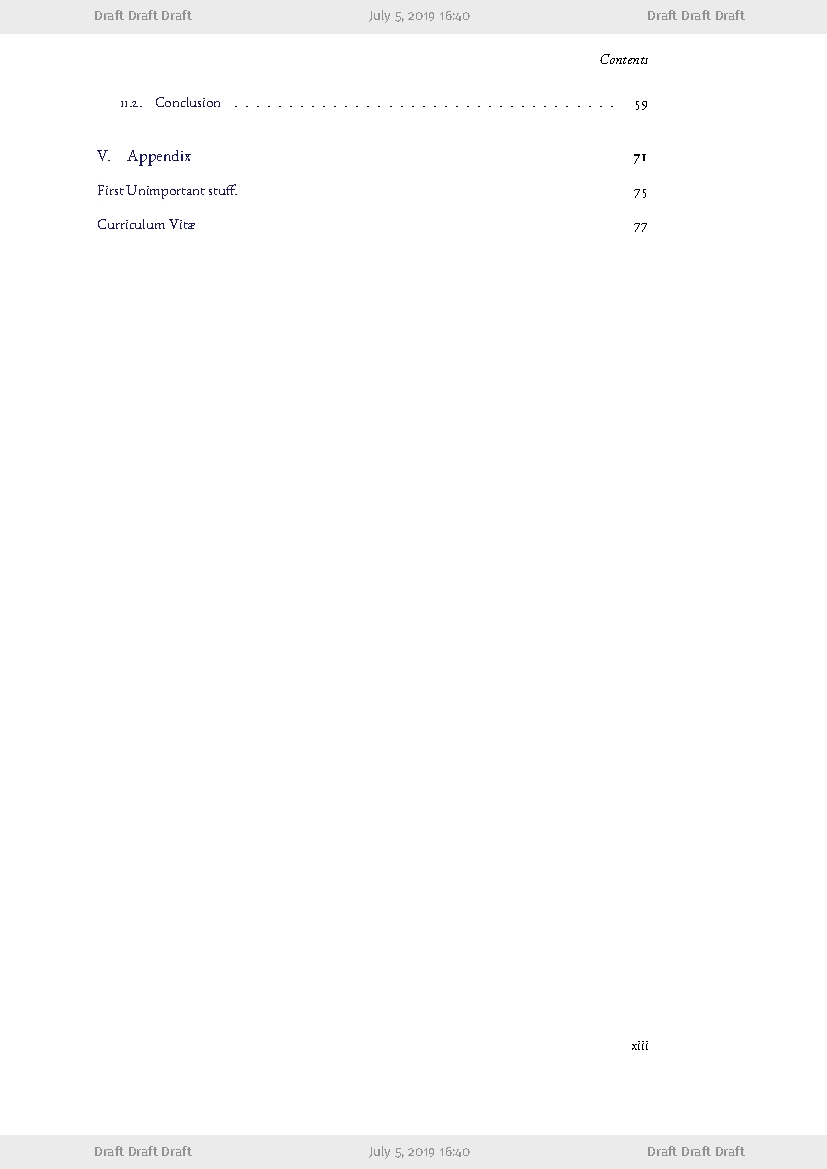 Draft Draft Draft July 5, 2019 16:40 Draft Draft Draft
Contents
11.2. Conclusion . . . . . . . . . . . . . . . . . . . . . . . . . . . . . . . . . . . 59
V. Appendix 71
First Unimportant stuff. 75
Curriculum Vitæ 77
xiii
Draft Draft Draft July 5, 2019 16:40 Draft Draft Draft